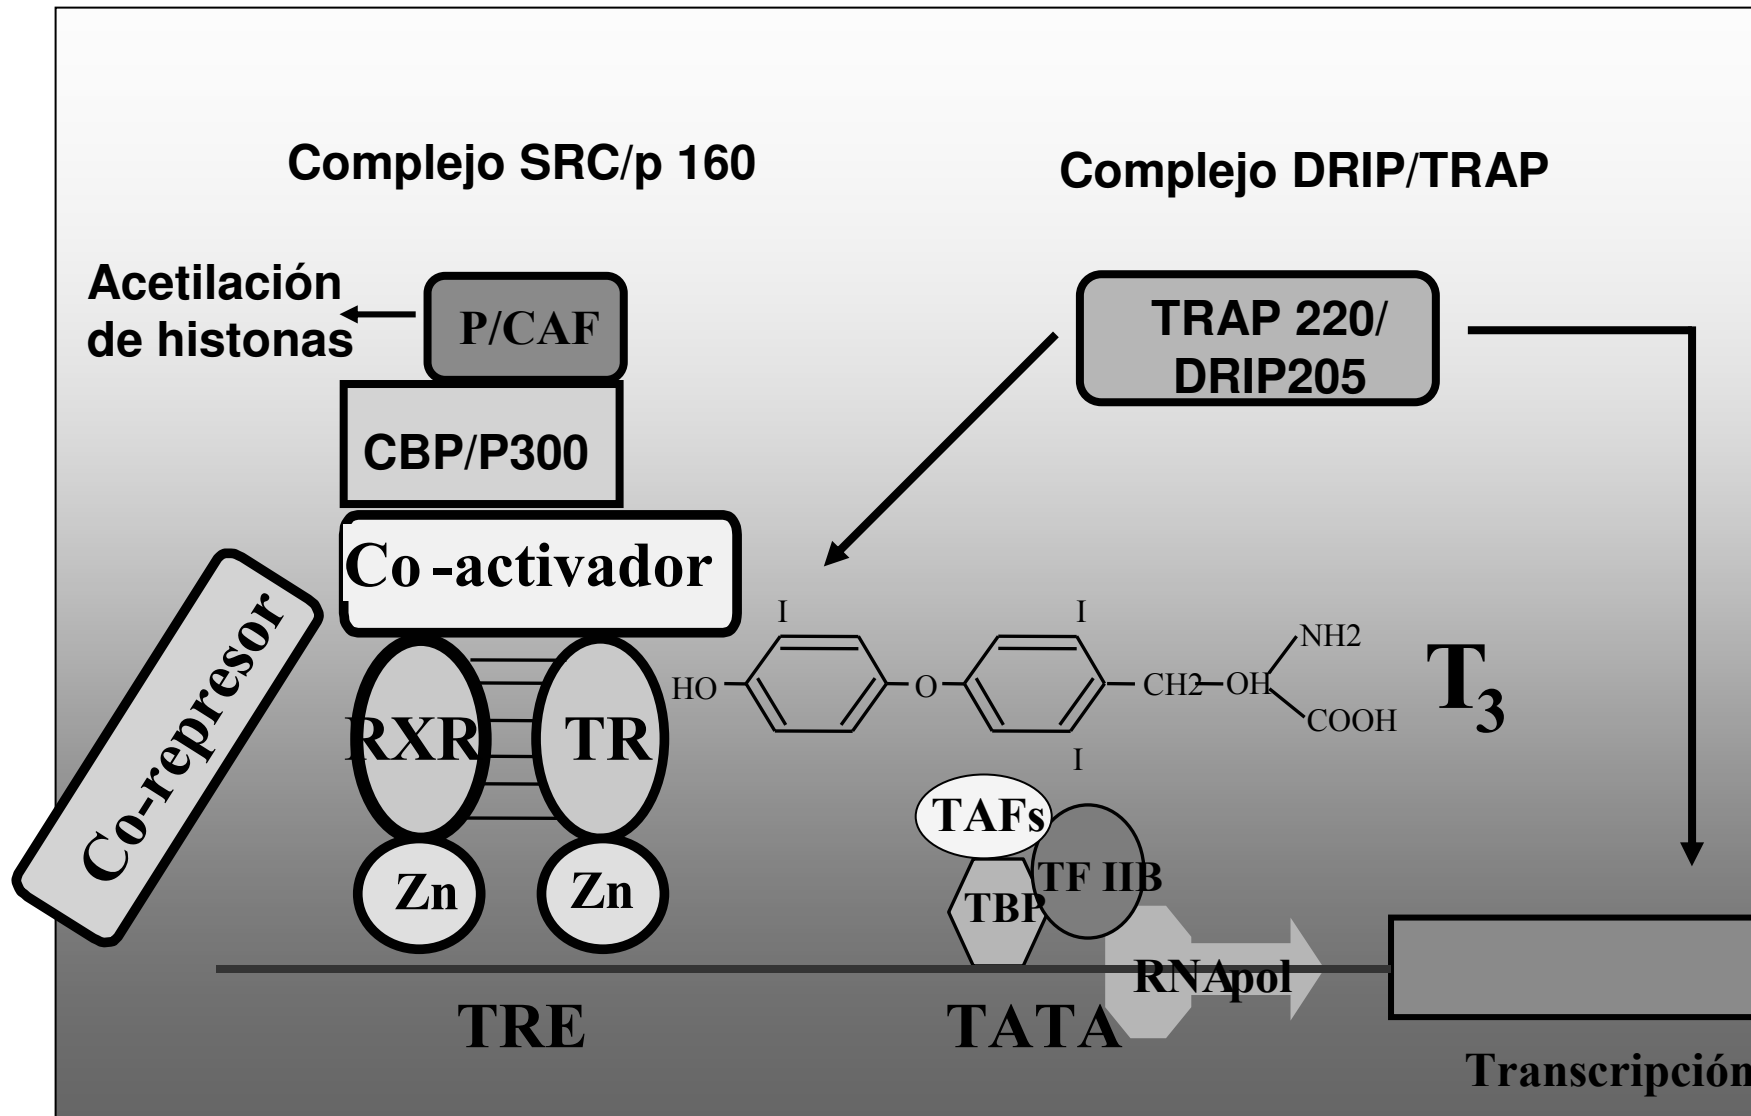 Complejo SRC/p 160
Complejo DRIP/TRAP
Acetilación
de histonas
P/CAF
TRAP 220/
DRIP205
CBP/P300
Co -activador
Co-represor
I
I
NH2
HO
O
CH2
OH
COOH
I
T3
RXR
TR
TAFs
TF IIB
TBP
Zn
Zn
RNApol
TRE
TATA
Transcripción